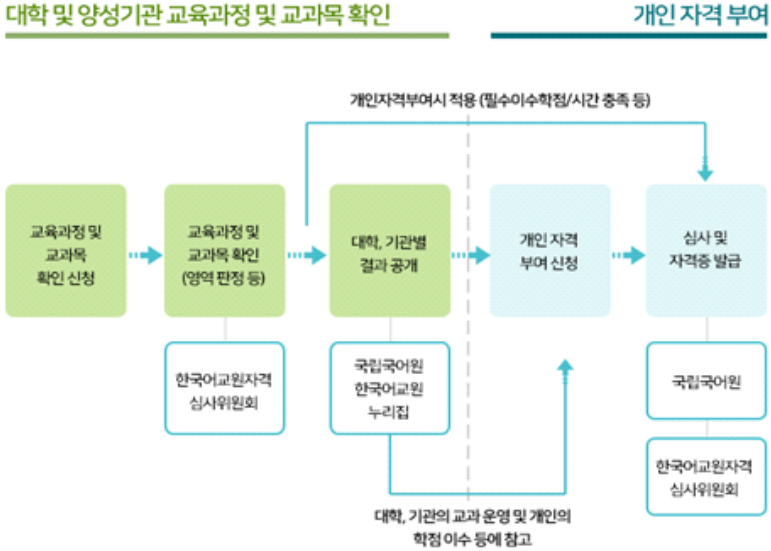 대학 및 양성기관 교육과정 및 교과목 확인
개인 자격 부여
개인자격부여시 적용 (필수이수학점/시간 충족 등)
교육과정 및
교과목
확인 신청
교육과정 및
교과목 확인
(영역 판정 등)
대학, 기관별
결과 공개
개인 자격
부여 신청
심사 및
자격증 발급
한국어교원자격
심사위원회
국립국어원
한국어교원
누리집
국립국어원
한국어교원자격
심사위원회
대학, 기관의 교과 운영 및 개인의
학점 이수 등에 참고